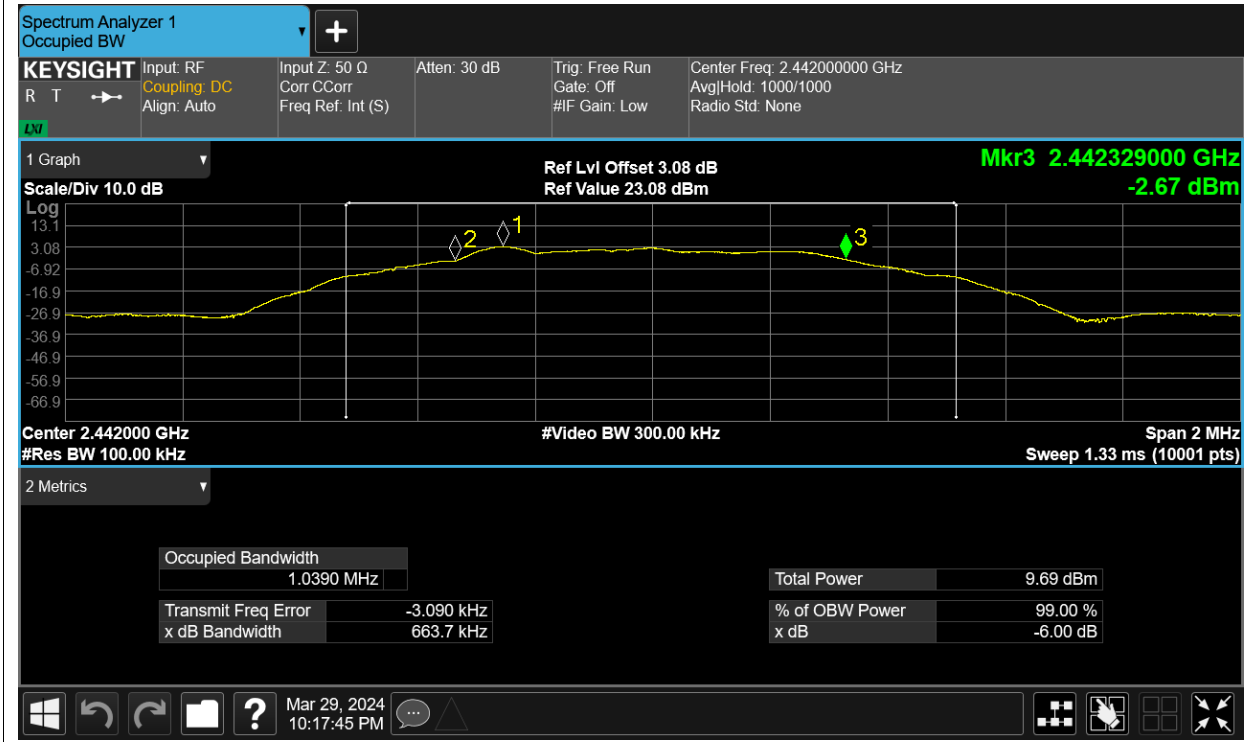 Spectrum Analyzer 1
Occupied BW
KEYSIGHT
R T
LXI
Input: RF
Coupling: DC
Align: Auto
Input Z: 50 Ω
Corr CCorr
Freq Ref: Int (S)
Atten: 30 dB
Trig: Free Run
Gate: Off
#IF Gain: Low
Center Freq: 2.442000000 GHz
Avg|Hold: 1000/1000
Radio Std: None
1 Graph
Scale/Div 10.0 dB
Ref Lvl Offset 3.08 dB
Ref Value 23.08 dBm
Mkr3 2.442329000 GHz
-2.67 dBm
Log
13.1
3.08
-6.92
-16.9
-26.9
-36.9
-46.9
-56.9
-66.9
2
1
3
Center 2.442000 GHz
#Res BW 100.00 kHz
#Video BW 300.00 kHz
Span 2 MHz
Sweep 1.33 ms (10001 pts)
2 Metrics
Occupied Bandwidth
1.0390 MHz
Transmit Freq Error -3.090 kHz
x dB Bandwidth 663.7 kHz
Total Power 9.69 dBm
% of OBW Power 99.00 %
x dB -6.00 dB
?
Mar 29, 2024
10:17:45 PM